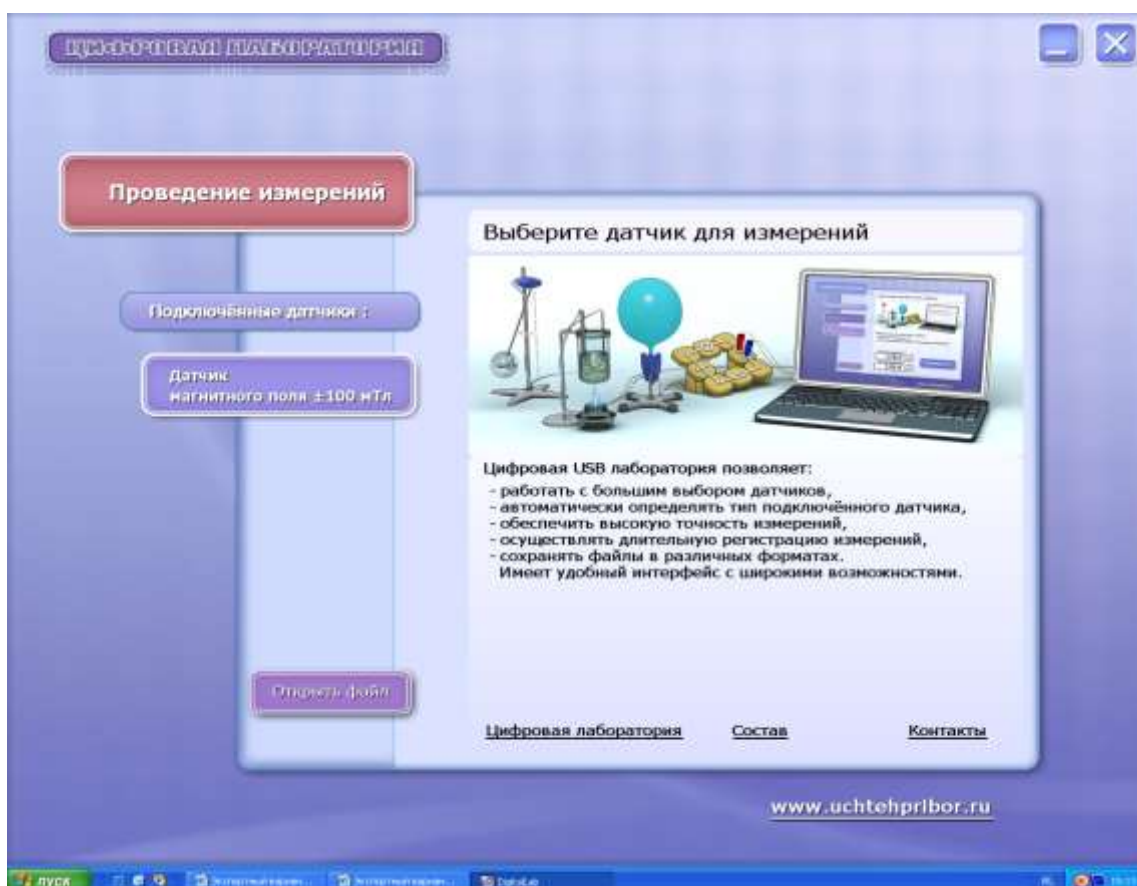 ЦИФРОВАЯ ЛАБОРАТОРИЯ
Проведение измерений
Подключённые датчики :
Датчик
магнитного поля ±100 мТл
Открыть файл
Выберите датчик для измерений
Цифровая USB лаборатория позволяет:
- работать с большим выбором датчиков,
- автоматически определять тип подключённого датчика,
- обеспечить высокую точность измерений,
- осуществлять длительную регистрацию измерений,
- сохранять файлы в различных форматах.
Имеет удобный интерфейс с широкими возможностями.
Цифровая лаборатория Состав Контакты
www.uchtehpribor.ru
пуск